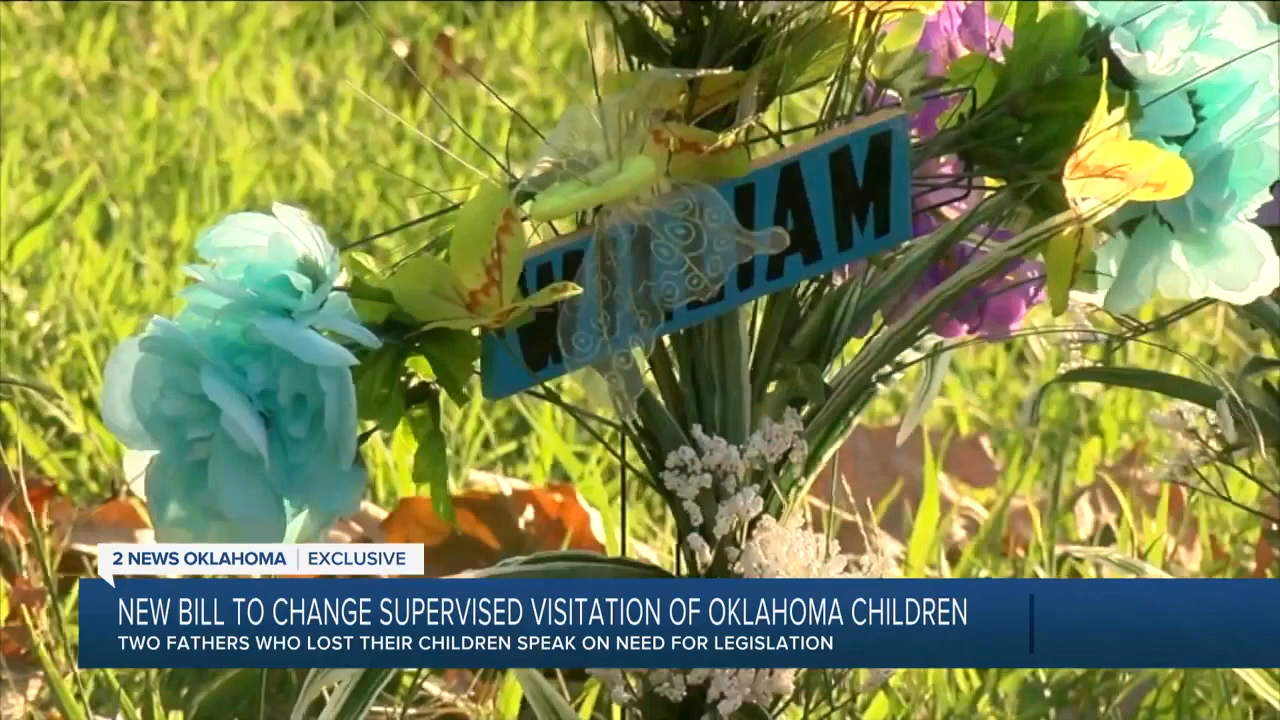 WILLIAM
2 NEWS OKLAHOMA | EXCLUSIVE
NEW BILL TO CHANGE SUPERVISED VISITATION OF OKLAHOMA CHILDREN
TWO FATHERS WHO LOST THEIR CHILDREN SPEAK ON NEED FOR LEGISLATION